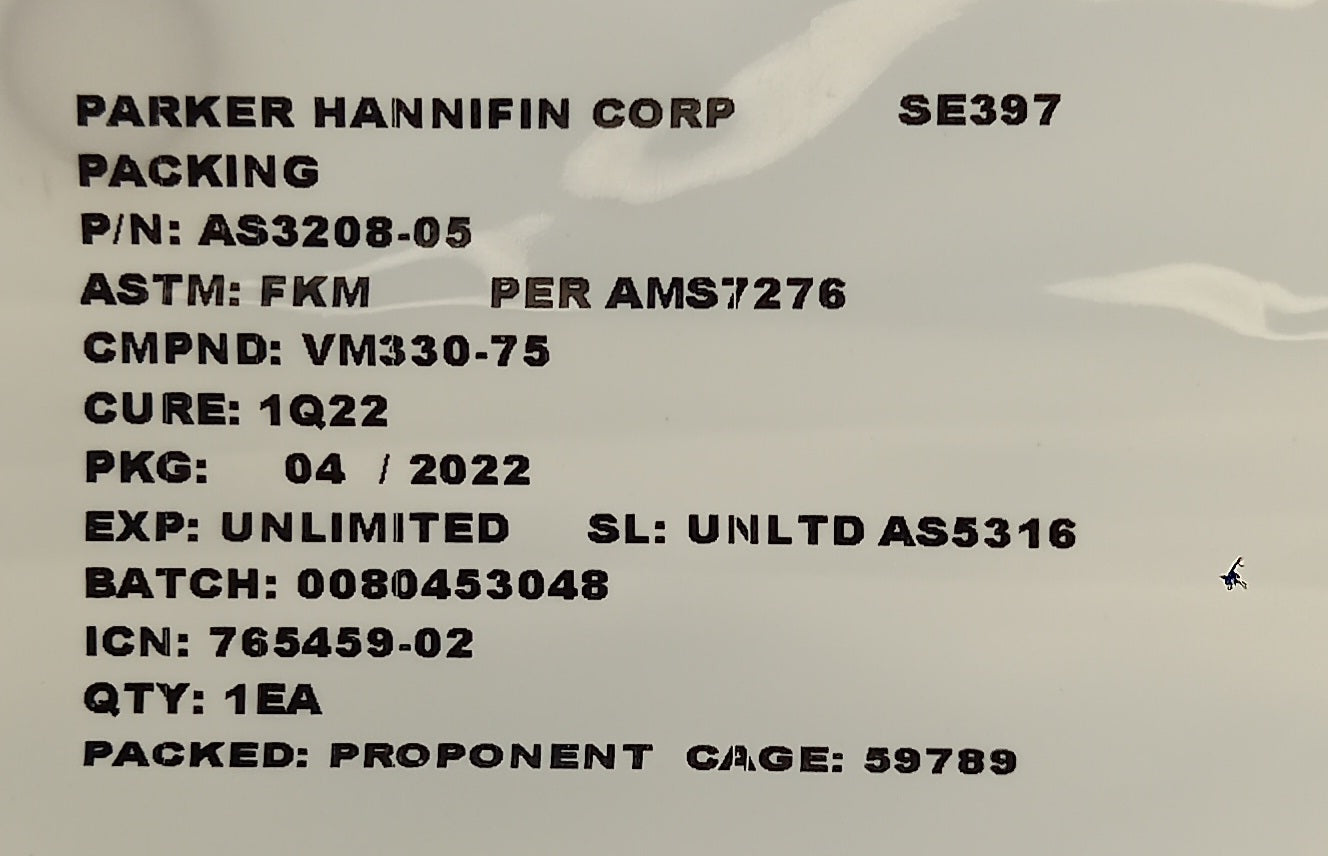 PARKER HANNIFIN CORP SE397
PACKING
P/N: AS3208-05
ASTM: FKM PER AMS7276
CMPND: VM330-75
CURE: 1Q22
PKG: 04 / 2022
EXP: UNLIMITED SL: UNLTD AS5316
BATCH: 0080453048
ICN: 765459-02
QTY: 1EA
PACKED: PROPONENT CAGE: 59789